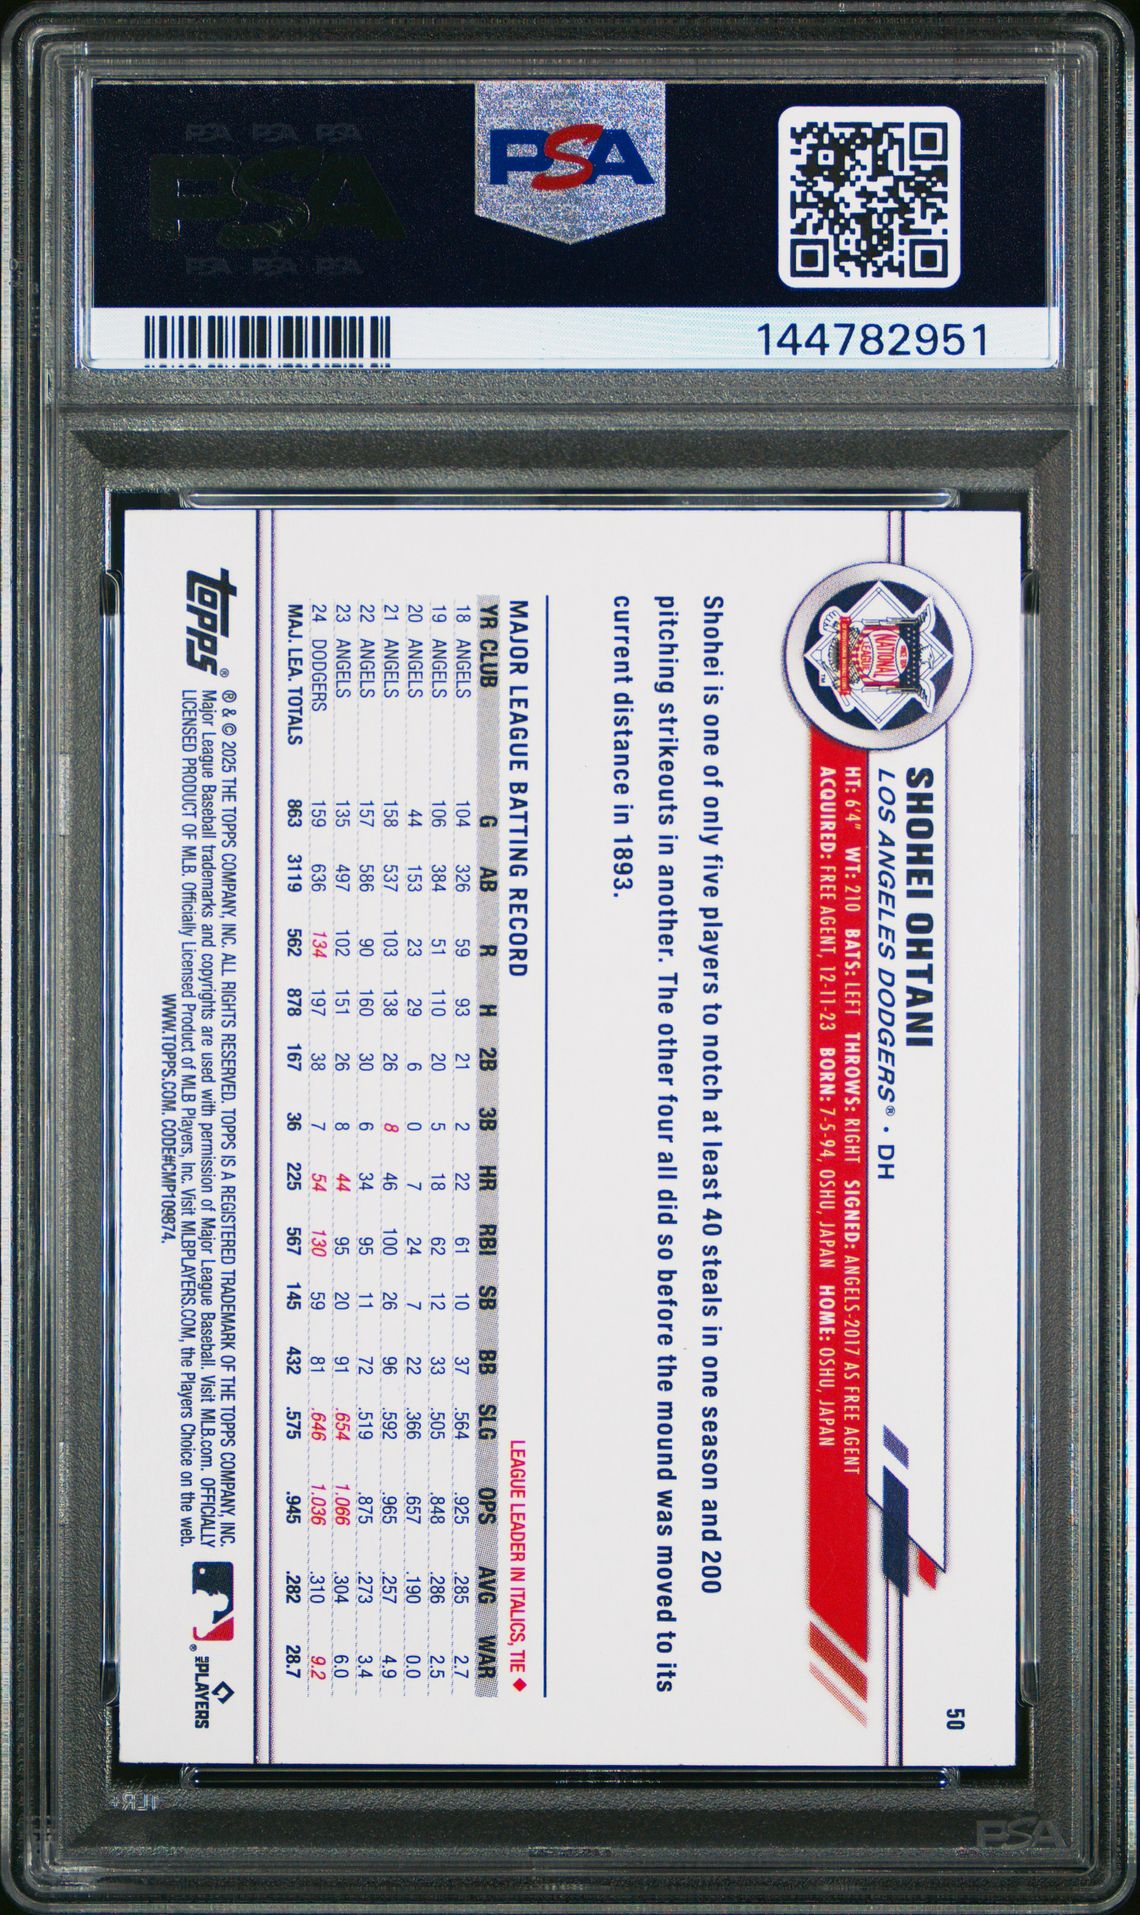 PSA PSA PSA
PSA
PSA PSA PSA
PSA
144782951
50
SHOHEI OHTANI
LOS ANGELES DODGERS® • DH
HT: 6'4" WT: 210 BATS: LEFT THROWS: RIGHT SIGNED: ANGELS-2017 AS FREE AGENT
ACQUIRED: FREE AGENT, 12-11-23 BORN: 7-5-94, OSHU, JAPAN HOME: OSHU, JAPAN
NATIONAL LEAGUE
TM
Shohei is one of only five players to notch at least 40 steals in one season and 200
pitching strikeouts in another. The other four all did so before the mound was moved to its
current distance in 1893.
MAJOR LEAGUE BATTING RECORD LEAGUE LEADER IN ITALICS, TIE ◆
YR CLUB G AB R H 2B 3B HR RBI SB BB SLG OPS AVG WAR
18 ANGELS 104 326 59 93 21 2 22 61 10 37 .564 .925 .285 2.7
19 ANGELS 106 384 51 110 20 5 18 62 12 33 .505 .848 .286 2.5
20 ANGELS 44 153 23 29 6 0 7 24 7 22 .366 .657 .190 0.0
21 ANGELS 158 537 103 138 26 8 46 100 26 96 .592 .965 .257 4.9
22 ANGELS 157 586 90 160 30 6 34 95 11 72 .519 .875 .273 3.4
23 ANGELS 135 497 102 151 26 8 44 95 20 91 .654 1.066 .304 6.0
24 DODGERS 159 636 134 197 38 7 54 130 59 81 .646 1.036 .310 9.2
MAJ. LEA. TOTALS 863 3119 562 878 167 36 225 567 145 432 .575 .945 .282 28.7
topps®
® & © 2025 THE TOPPS COMPANY, INC. ALL RIGHTS RESERVED. TOPPS IS A REGISTERED TRADEMARK OF THE TOPPS COMPANY, INC.
Major League Baseball trademarks and copyrights are used with permission of Major League Baseball. Visit MLB.com. OFFICIALLY
LICENSED PRODUCT OF MLB. Officially Licensed Product of MLB Players, Inc. Visit MLBPLAYERS.COM, the Players Choice on the web.
WWW.TOPPS.COM. CODE#CMP109874.
®
PLAYERS
PSA